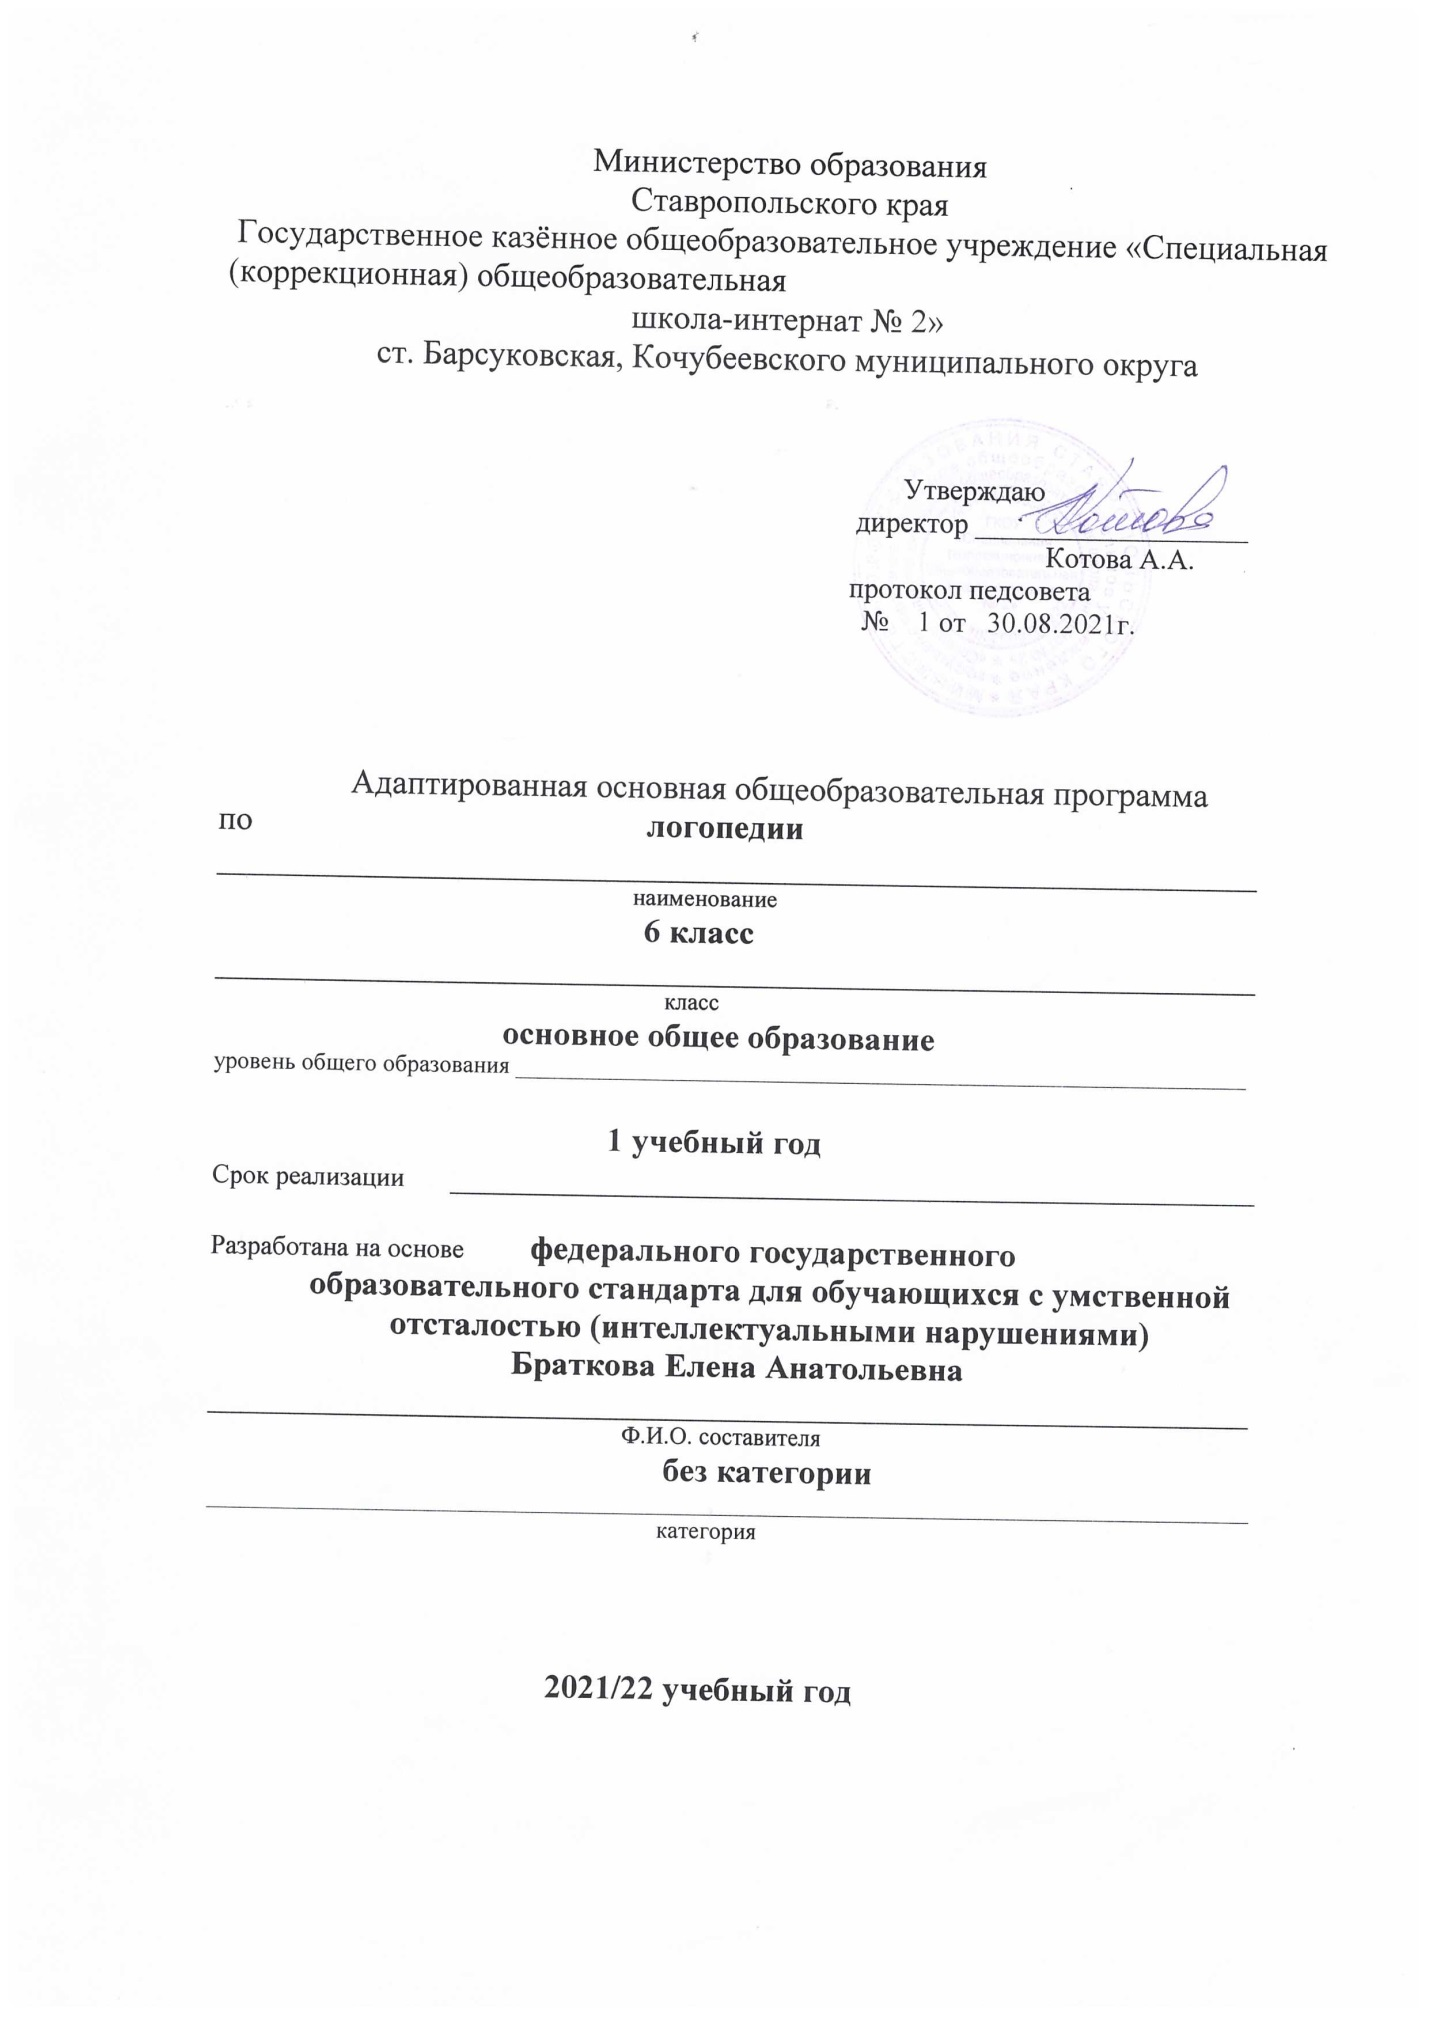 Министерство образования
Ставропольского края
Государственное казённое общеобразовательное учреждение «Специальная
(коррекционная) общеобразовательная
школа-интернат № 2»
ст. Барсуковская, Кочубеевского муниципального округа
Утверждаю
директор
Котова А.А.
протокол педсовета
№ 1 от 30.08.2021г.
Адаптированная основная общеобразовательная программа
по логопедии
наименование
6 класс
класс
основное общее образование
уровень общего образования
1 учебный год
Срок реализации
Разработана на основе федерального государственного
образовательного стандарта для обучающихся с умственной
отсталостью (интеллектуальными нарушениями)
Браткова Елена Анатольевна
Ф.И.О. составителя
без категории
категория
2021/22 учебный год